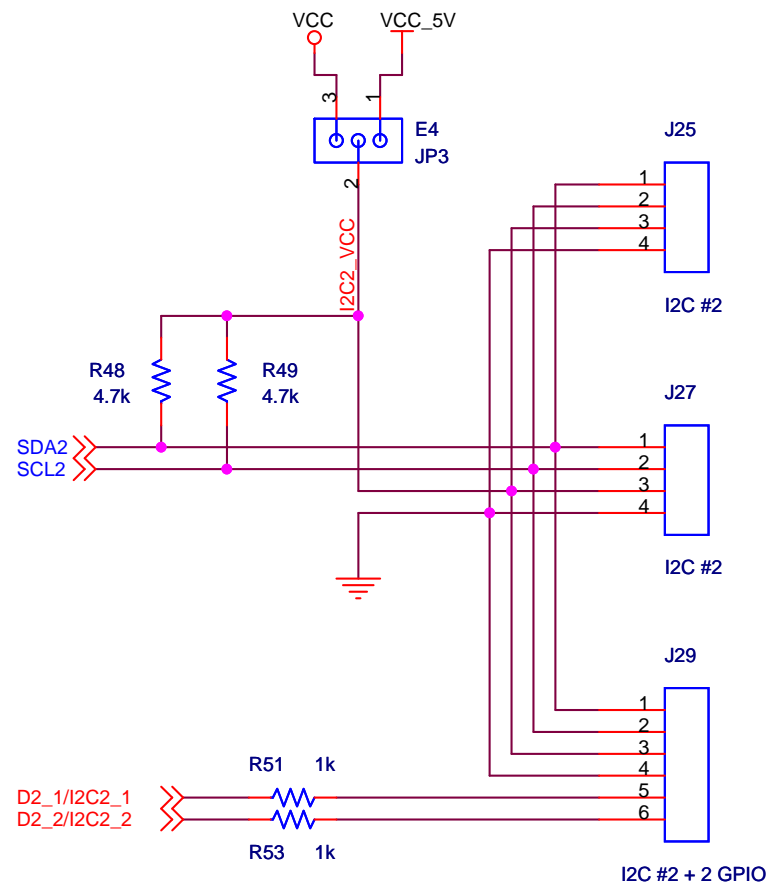 VCC
VCC_5V
3
1
E4
JP3
2
I2C2_VCC
J25
1
2
3
4
I2C #2
R48
4.7k
R49
4.7k
J27
SDA2
SCL2
1
2
3
4
I2C #2
J29
1
2
3
4
5
6
R51 1k
D2_1/I2C2_1
D2_2/I2C2_2
R53 1k
I2C #2 + 2 GPIO